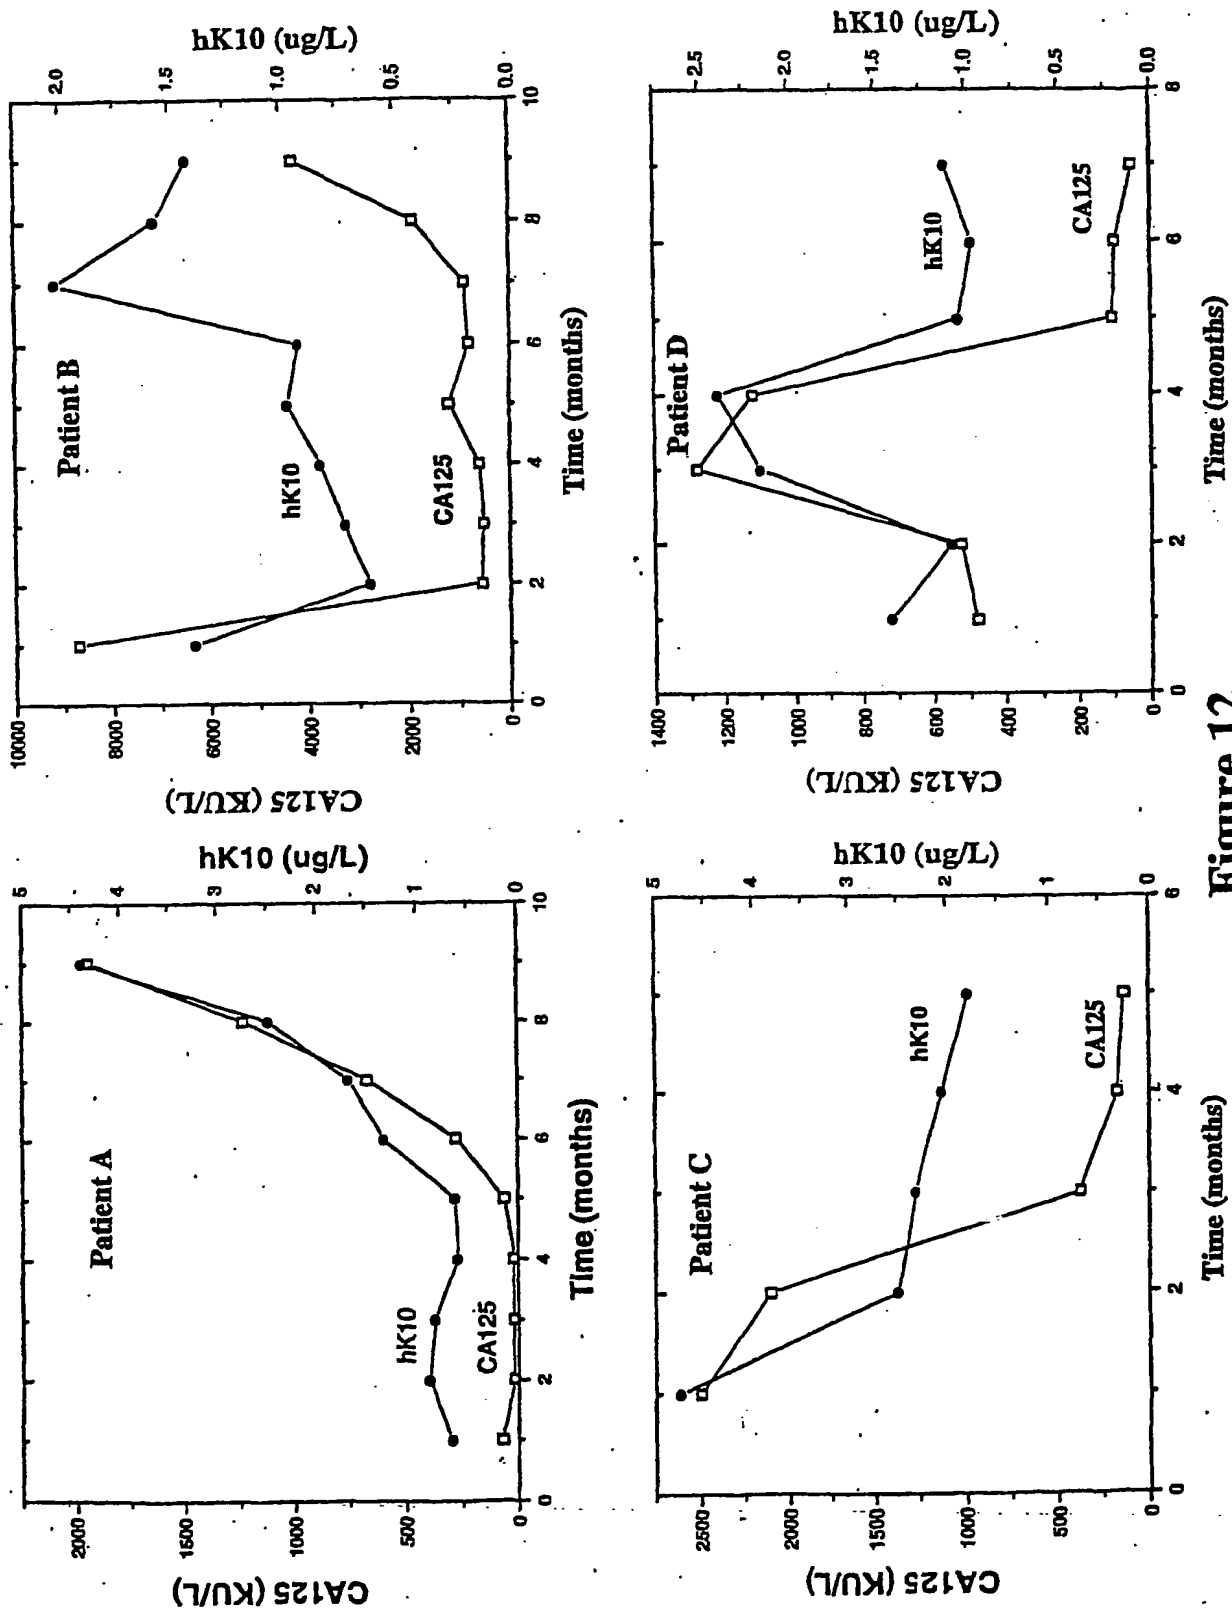 Patient A
CA125 (KU/L)
2000
1500
1000
500
0
hK10 (ug/L)
5
4
3
2
1
0
hK10
CA125
0 2 4 6 8 10
Time (months)
Patient B
CA125 (KU/L)
10000
8000
6000
4000
2000
0
hK10 (ug/L)
2.0
1.5
1.0
0.5
0.0
hK10
CA125
0 2 4 6 8 10
Time (months)
Patient C
CA125 (KU/L)
2500
2000
1500
1000
500
0
hK10 (ug/L)
5
4
3
2
1
0
hK10
CA125
0 2 4 6
Time (months)
Patient D
CA125 (KU/L)
1400
1200
1000
800
600
400
200
0
hK10 (ug/L)
2.5
2.0
1.5
1.0
0.5
0.0
hK10
CA125
0 2 4 6 8
Time (months)
Figure 12